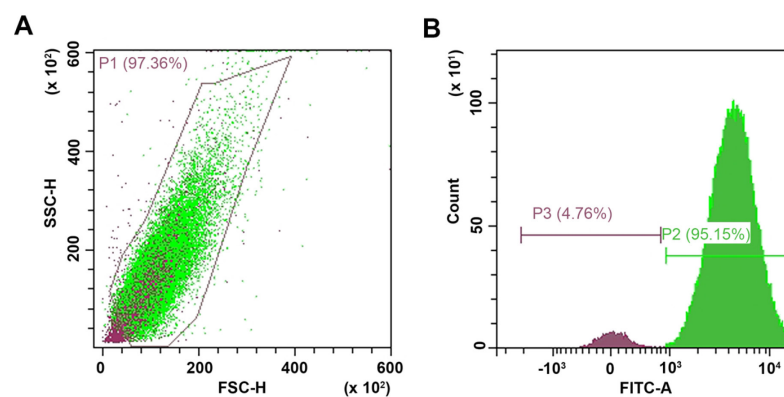 A
(x 10²)
600
P1 (97.36%)
400
SSC-H
200
0
200
400
600
FSC-H
(x 10²)
B
(x 10¹)
100
Count
P3 (4.76%)
50
P2 (95.15%)
0
-10³
0
10³
10⁴
FITC-A